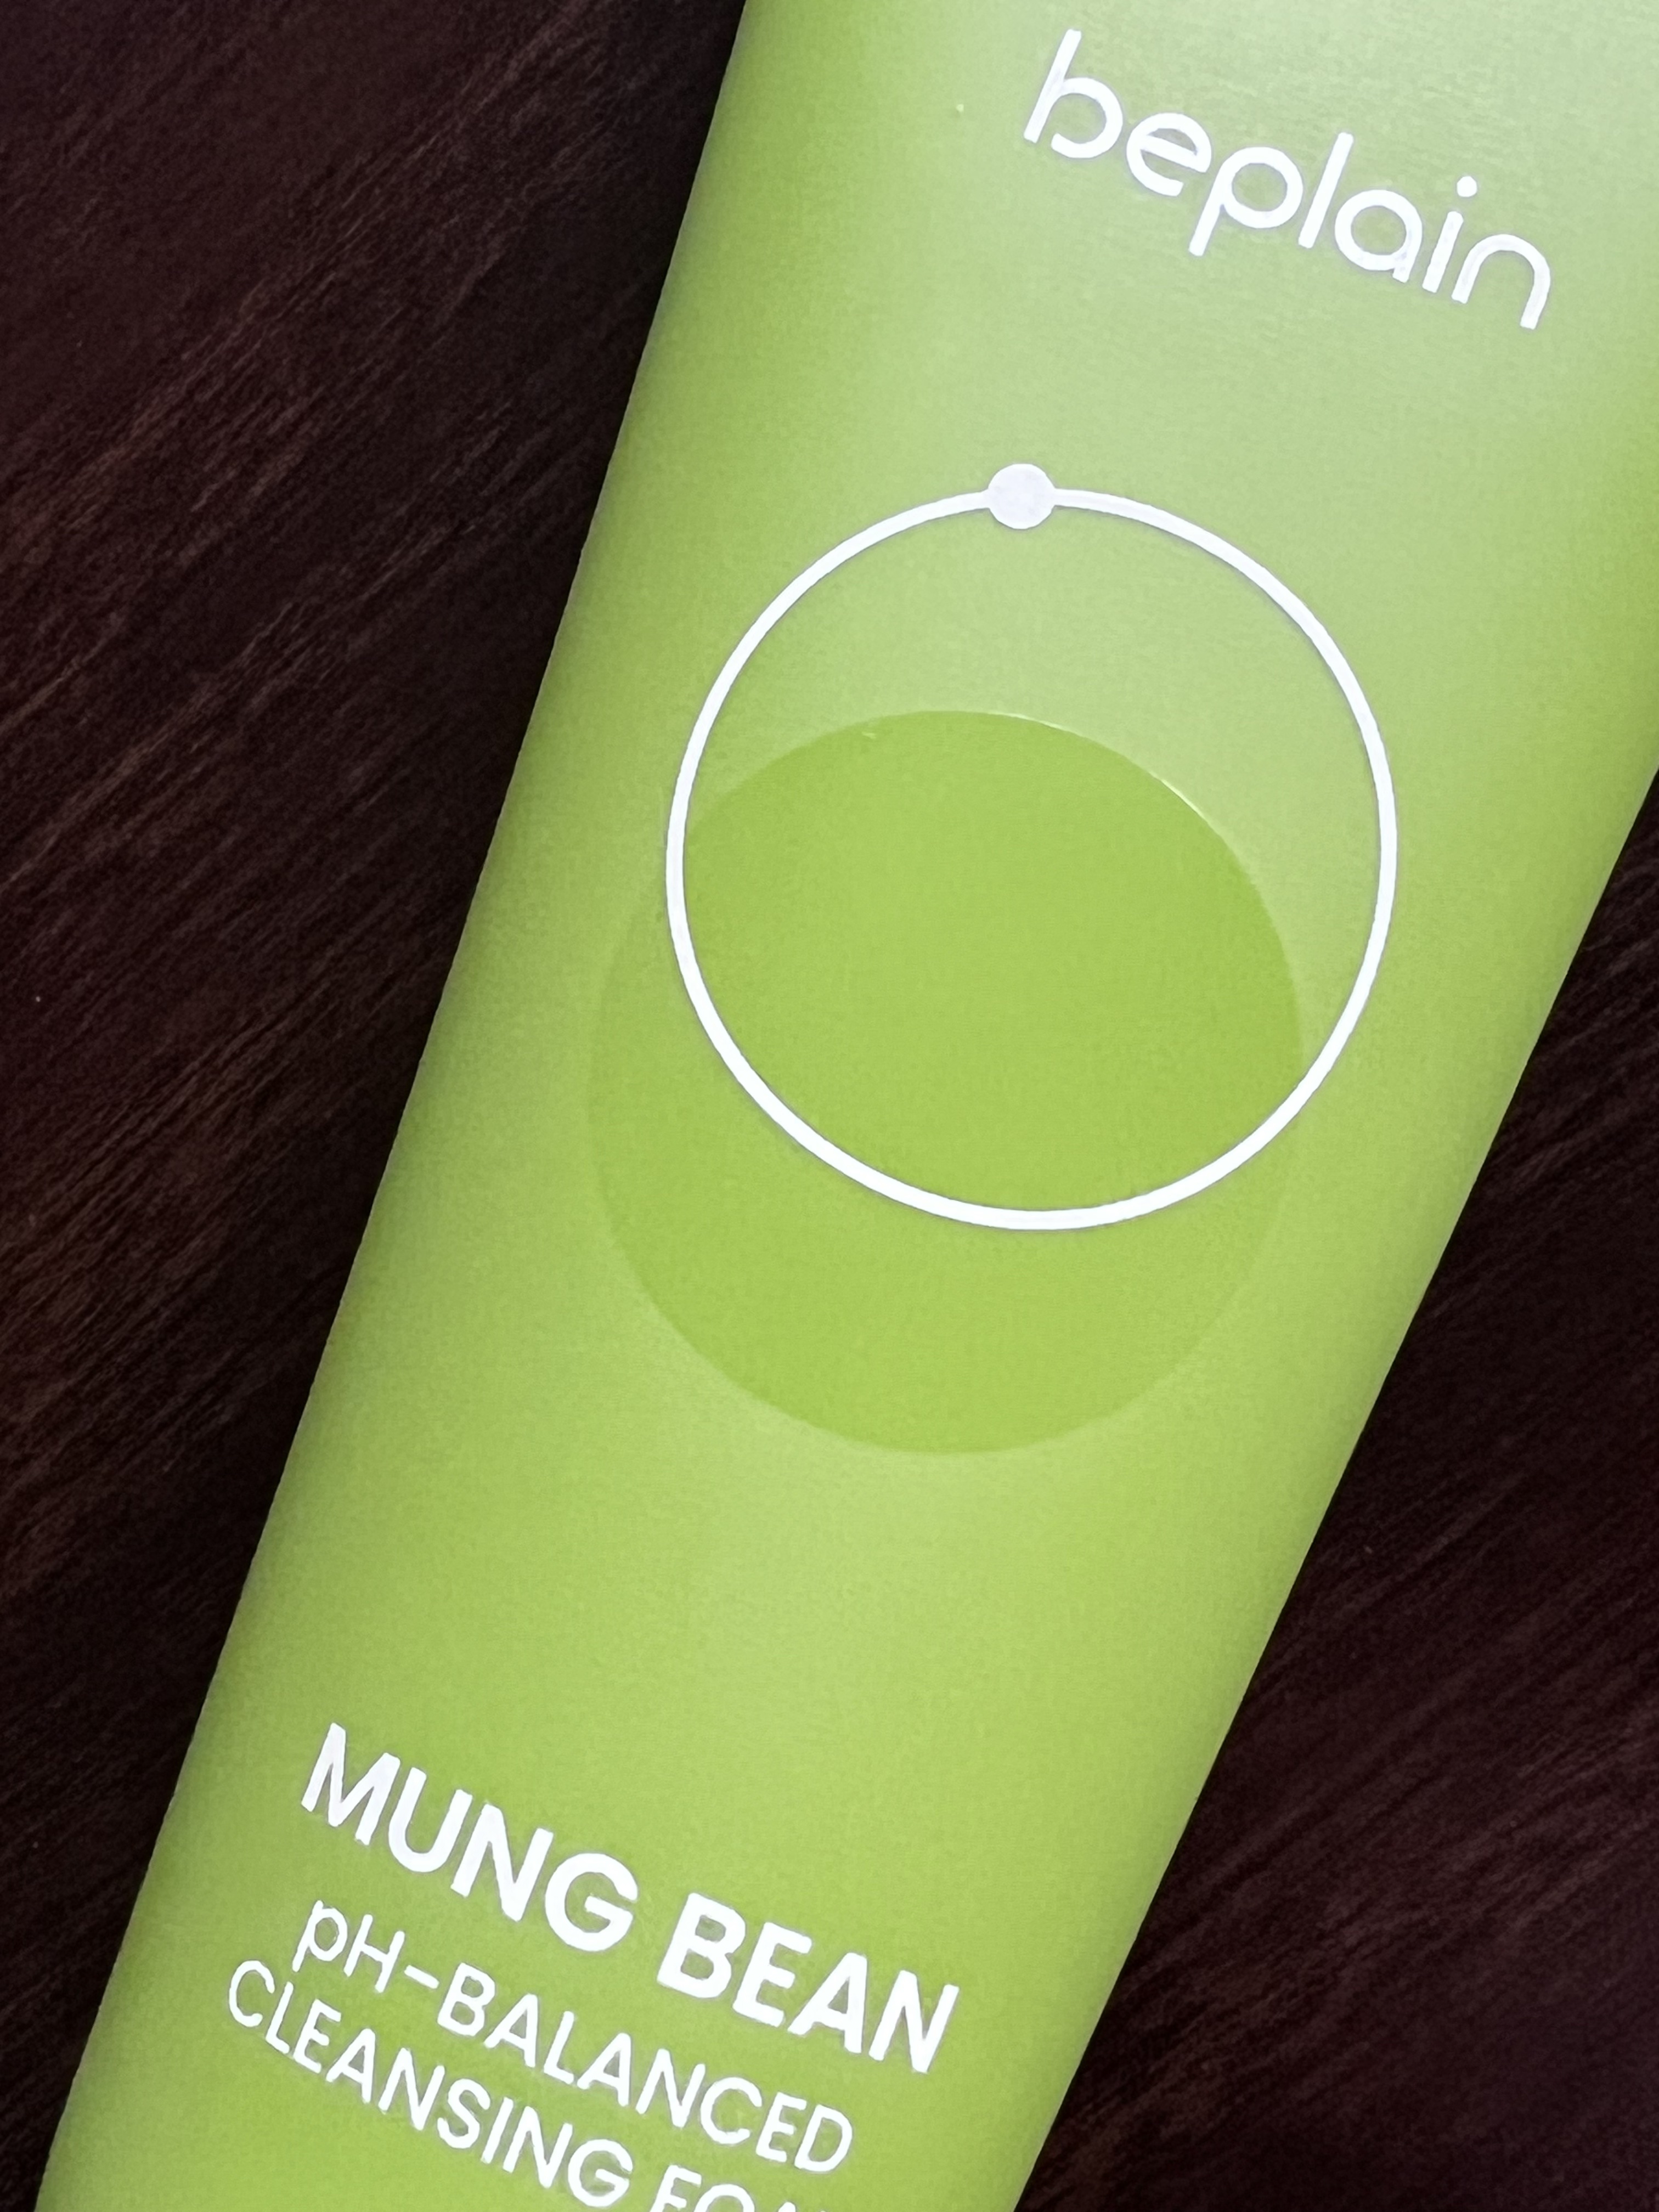 beplain
MUNG BEAN
pH-BALANCED
CLEANSING